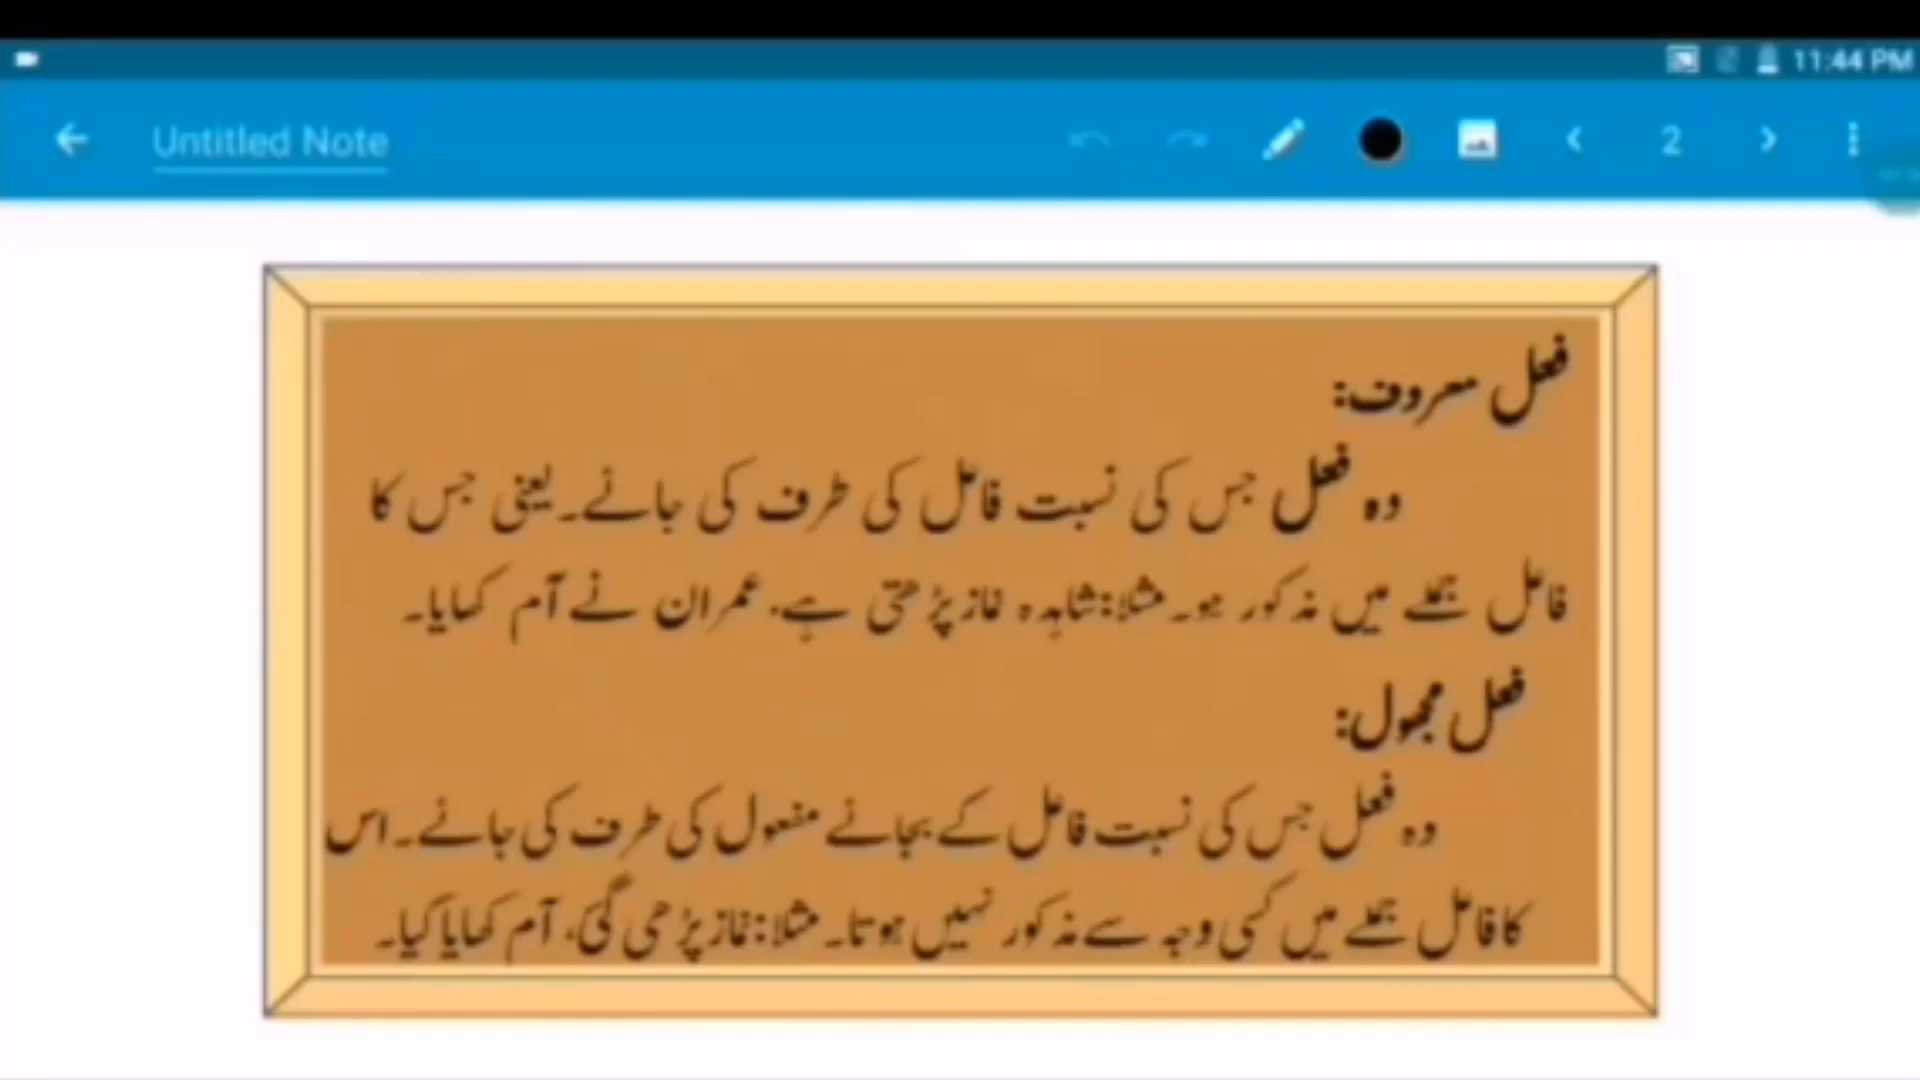 11:44 PM
Untitled Note
2
فعل معروف:
وہ فعل جس کی نسبت فاعل کی طرف کی جائے۔ یعنی جس کا
فاعل جملے میں مذکور ہو۔ مثلا: شاہدہ نماز پڑھتی ہے، عمران نے آم کھایا۔
فعل مجہول:
وہ فعل جس کی نسبت فاعل کے بجائے مفعول کی طرف کی جائے۔ اس
کا فاعل جملے میں کسی وجہ سے مذکور نہیں ہوتا۔ مثلا: نماز پڑھی گئی، آم کھایا گیا۔